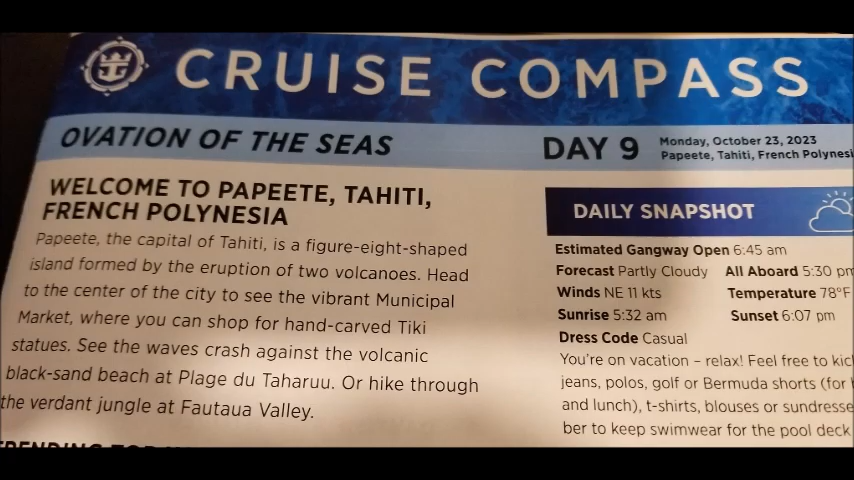 CRUISE COMPASS
OVATION OF THE SEAS
DAY 9
Monday, October 23, 2023
Papeete, Tahiti, French Polynesi
WELCOME TO PAPEETE, TAHITI,
FRENCH POLYNESIA
Papeete, the capital of Tahiti, is a figure-eight-shaped
island formed by the eruption of two volcanoes. Head
to the center of the city to see the vibrant Municipal
Market, where you can shop for hand-carved Tiki
statues. See the waves crash against the volcanic
black-sand beach at Plage du Taharuu. Or hike through
the verdant jungle at Fautaua Valley.
DAILY SNAPSHOT
Estimated Gangway Open 6:45 am
Forecast Partly Cloudy All Aboard 5:30 pm
Winds NE 11 kts Temperature 78°F
Sunrise 5:32 am Sunset 6:07 pm
Dress Code Casual
You're on vacation – relax! Feel free to kic
jeans, polos, golf or Bermuda shorts (for
and lunch), t-shirts, blouses or sundresse
ber to keep swimwear for the pool deck